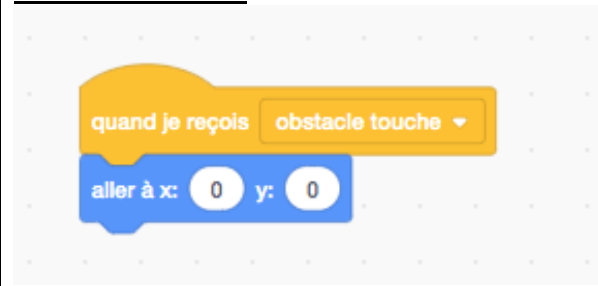 quand je reçois obstacle touche
aller à x: 0 y: 0